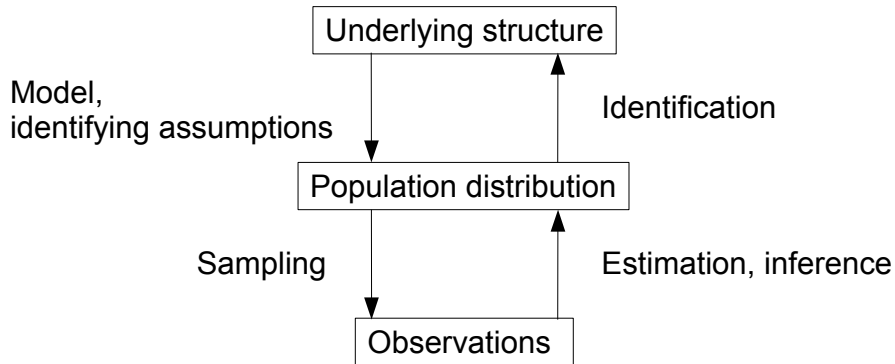 Underlying structure
Model,
identifying assumptions
Identification
Population distribution
Sampling
Estimation, inference
Observations